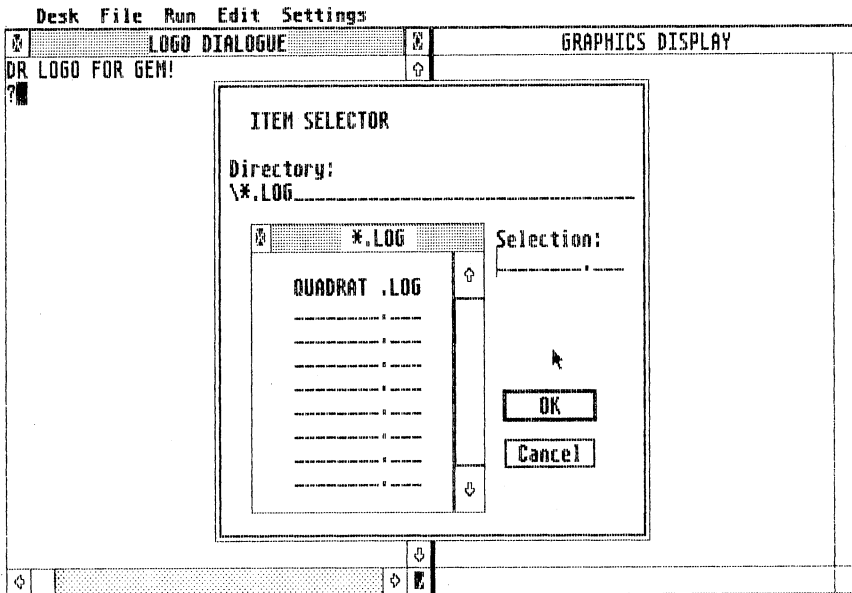 Desk File Run Edit Settings
LOGO DIALOGUE
GRAPHICS DISPLAY
DR LOGO FOR GEM!
?
ITEM SELECTOR
Directory:
\*.LOG
*.LOG
Selection:
QUADRAT .LOG
OK
Cancel